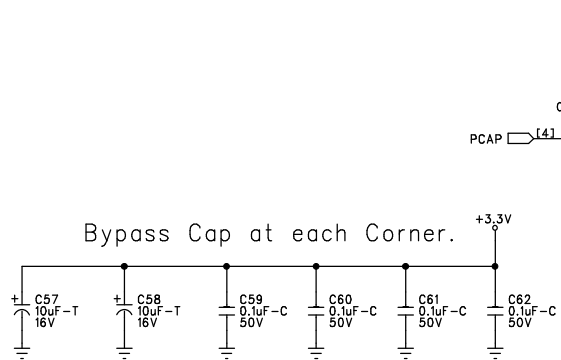 PCAP [4]
+3.3V
Bypass Cap at each Corner.
+ C57 + C58 C59 C60 C61 C62
10uF-T 10uF-T 0.1uF-C 0.1uF-C 0.1uF-C 0.1uF-C
16V 16V 50V 50V 50V 50V